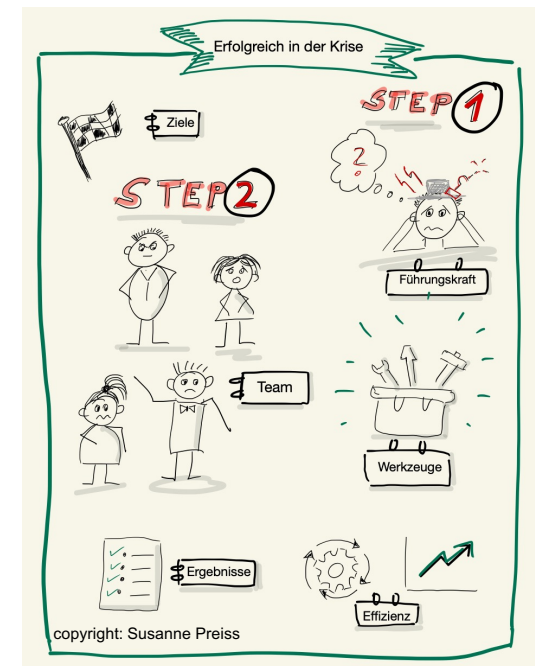 Erfolgreich in der Krise
STEP 1
Ziele
STEP 2
?
Führungskraft
Team
Werkzeuge
Ergebnisse
Effizienz
copyright: Susanne Preiss